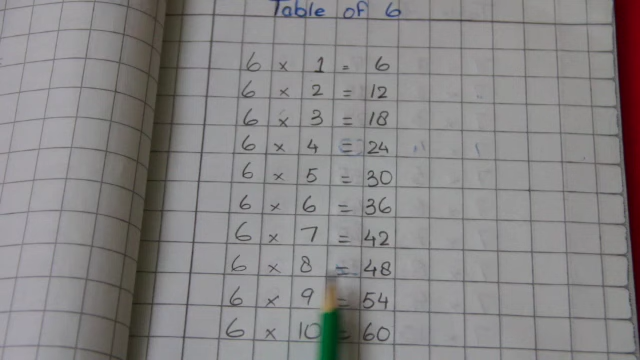 Table of 6
6 × 1 = 6
6 × 2 = 12
6 × 3 = 18
6 × 4 = 24
6 × 5 = 30
6 × 6 = 36
6 × 7 = 42
6 × 8 = 48
6 × 9 = 54
6 × 10 = 60